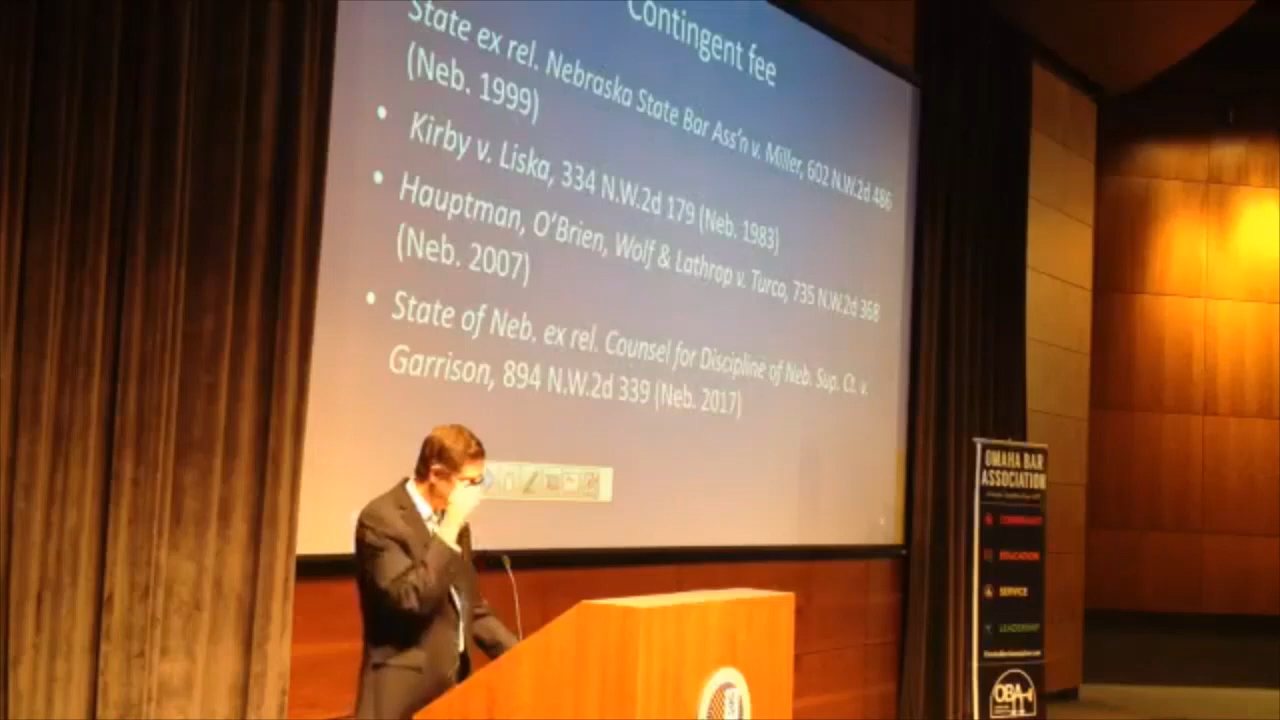 Contingent fee
State ex rel. Nebraska State Bar Ass'n v. Miller, 602 N.W.2d 486
(Neb. 1999)
• Kirby v. Liska, 334 N.W.2d 179 (Neb. 1983)
• Hauptman, O'Brien, Wolf & Lathrop v. Turco, 735 N.W.2d 368
(Neb. 2007)
• State of Neb. ex rel. Counsel for Discipline of Neb. Sup. Ct. v.
Garrison, 894 N.W.2d 339 (Neb. 2017)
OMAHA BAR
ASSOCIATION
COMMUNITY
EDUCATION
SERVICE
LEADERSHIP
OBA